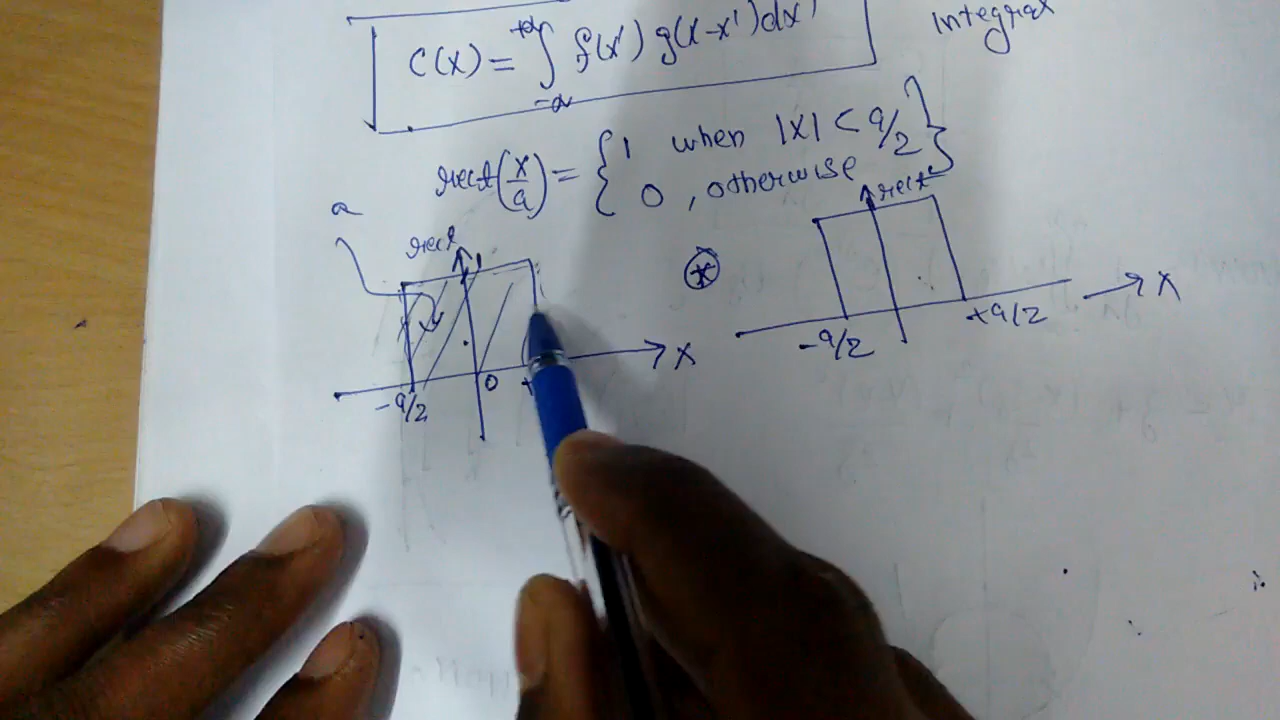 Integral
+α
C(x) = ∫ f(x') g(x-x') dx'
-α
rect(x/a) = { 1 when |x| < a/2 }
{ 0 , otherwise
a
rect
1
x
-a/2
0
+
*
rect
x
-a/2
+a/2